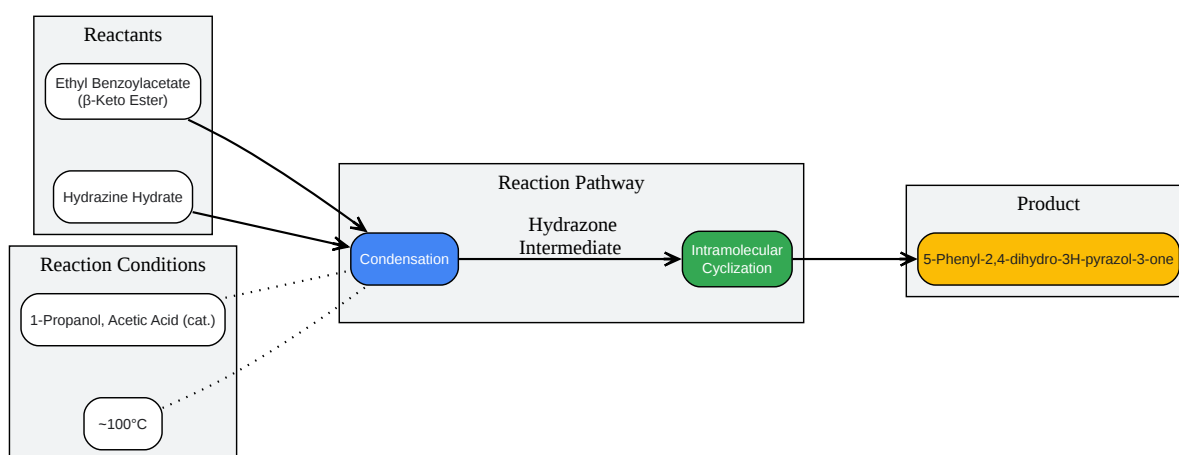 Reactants
Ethyl Benzoylacetate
(β-Keto Ester)
Hydrazine Hydrate
Reaction Conditions
1-Propanol, Acetic Acid (cat.)
~100°C
Reaction Pathway
Condensation
Hydrazone
Intermediate
Intramolecular
Cyclization
Product
5-Phenyl-2,4-dihydro-3H-pyrazol-3-one